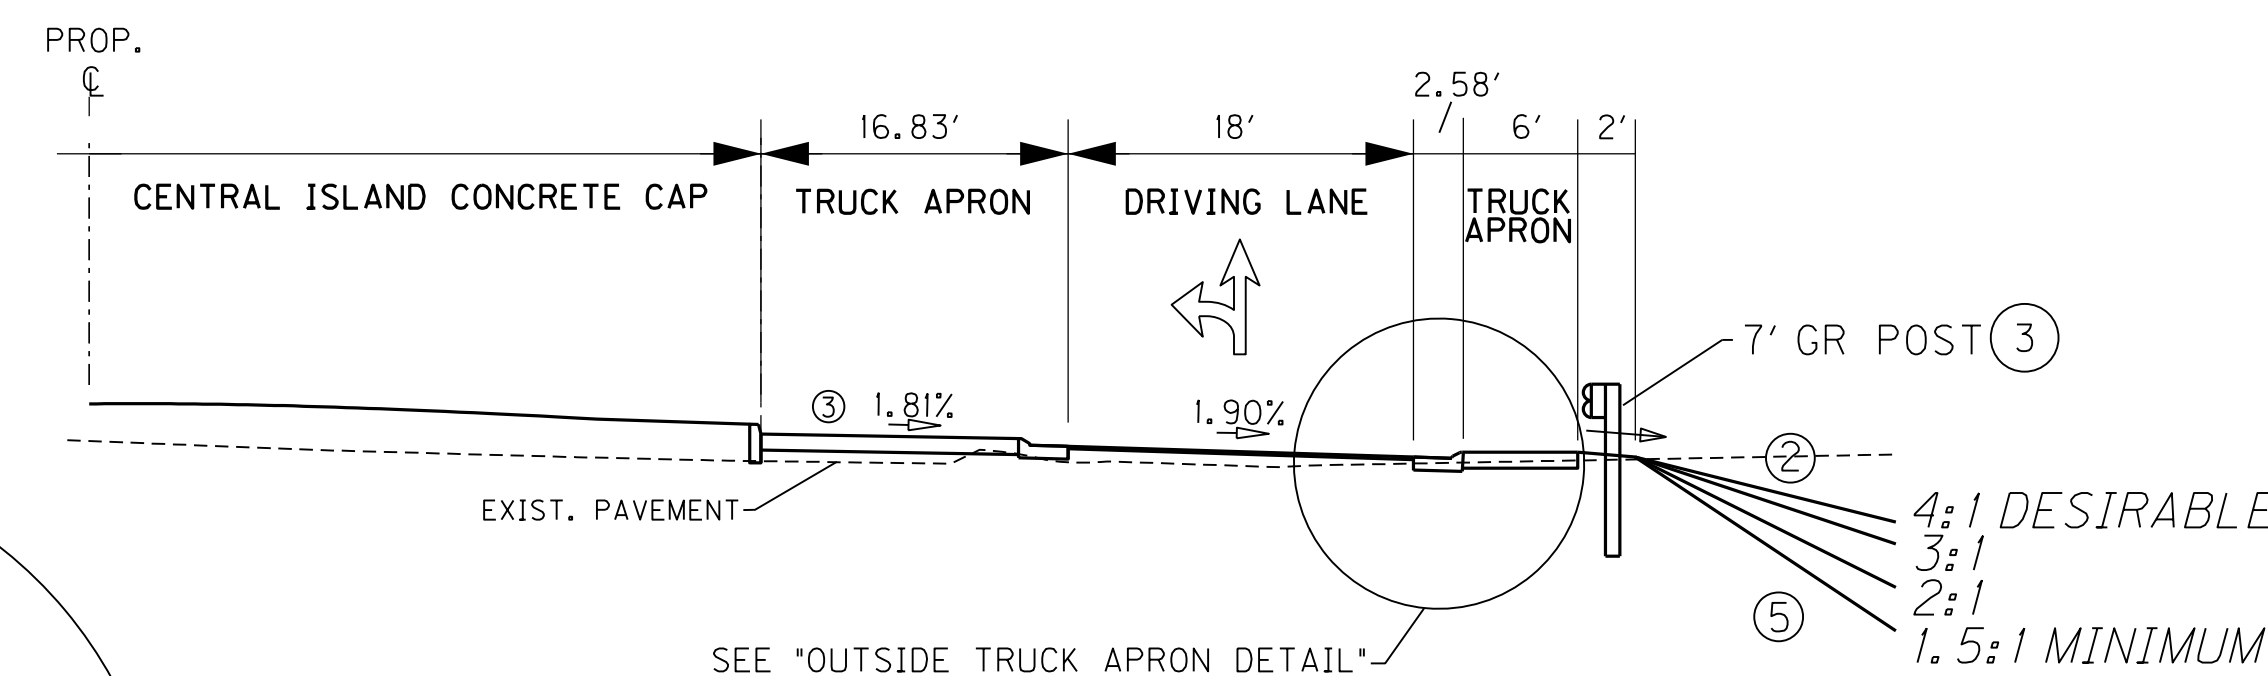 PROP.
℄
2.58′
16.83′
18′
6′
2′
CENTRAL ISLAND CONCRETE CAP
TRUCK APRON
DRIVING LANE
TRUCK
APRON
7′ GR POST 3
3 1.81%
1.90%
2
EXIST. PAVEMENT
4:1 DESIRABLE
3:1
2:1
5
1.5:1 MINIMUM
SEE "OUTSIDE TRUCK APRON DETAIL"